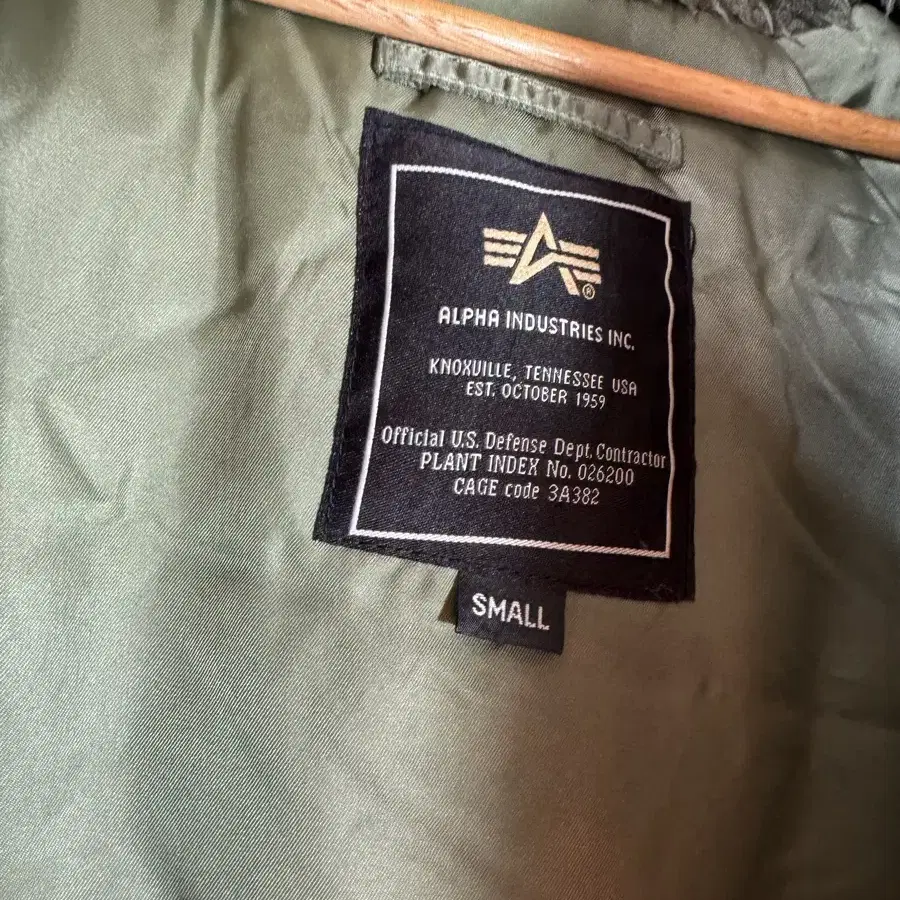 ®
ALPHA INDUSTRIES INC.
KNOXVILLE, TENNESSEE USA
EST. OCTOBER 1959
Official U.S. Defense Dept. Contractor
PLANT INDEX No. 026200
CAGE code 3A382
SMALL